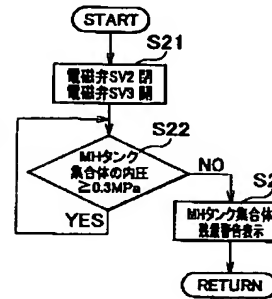 START
S21
電磁弁SV2 閉
電磁弁SV3 開
S22
MHタンク
集合体の内圧
≧0.3MPa
NO
YES
S2
MHタンク集合体
残量警告表示
RETURN